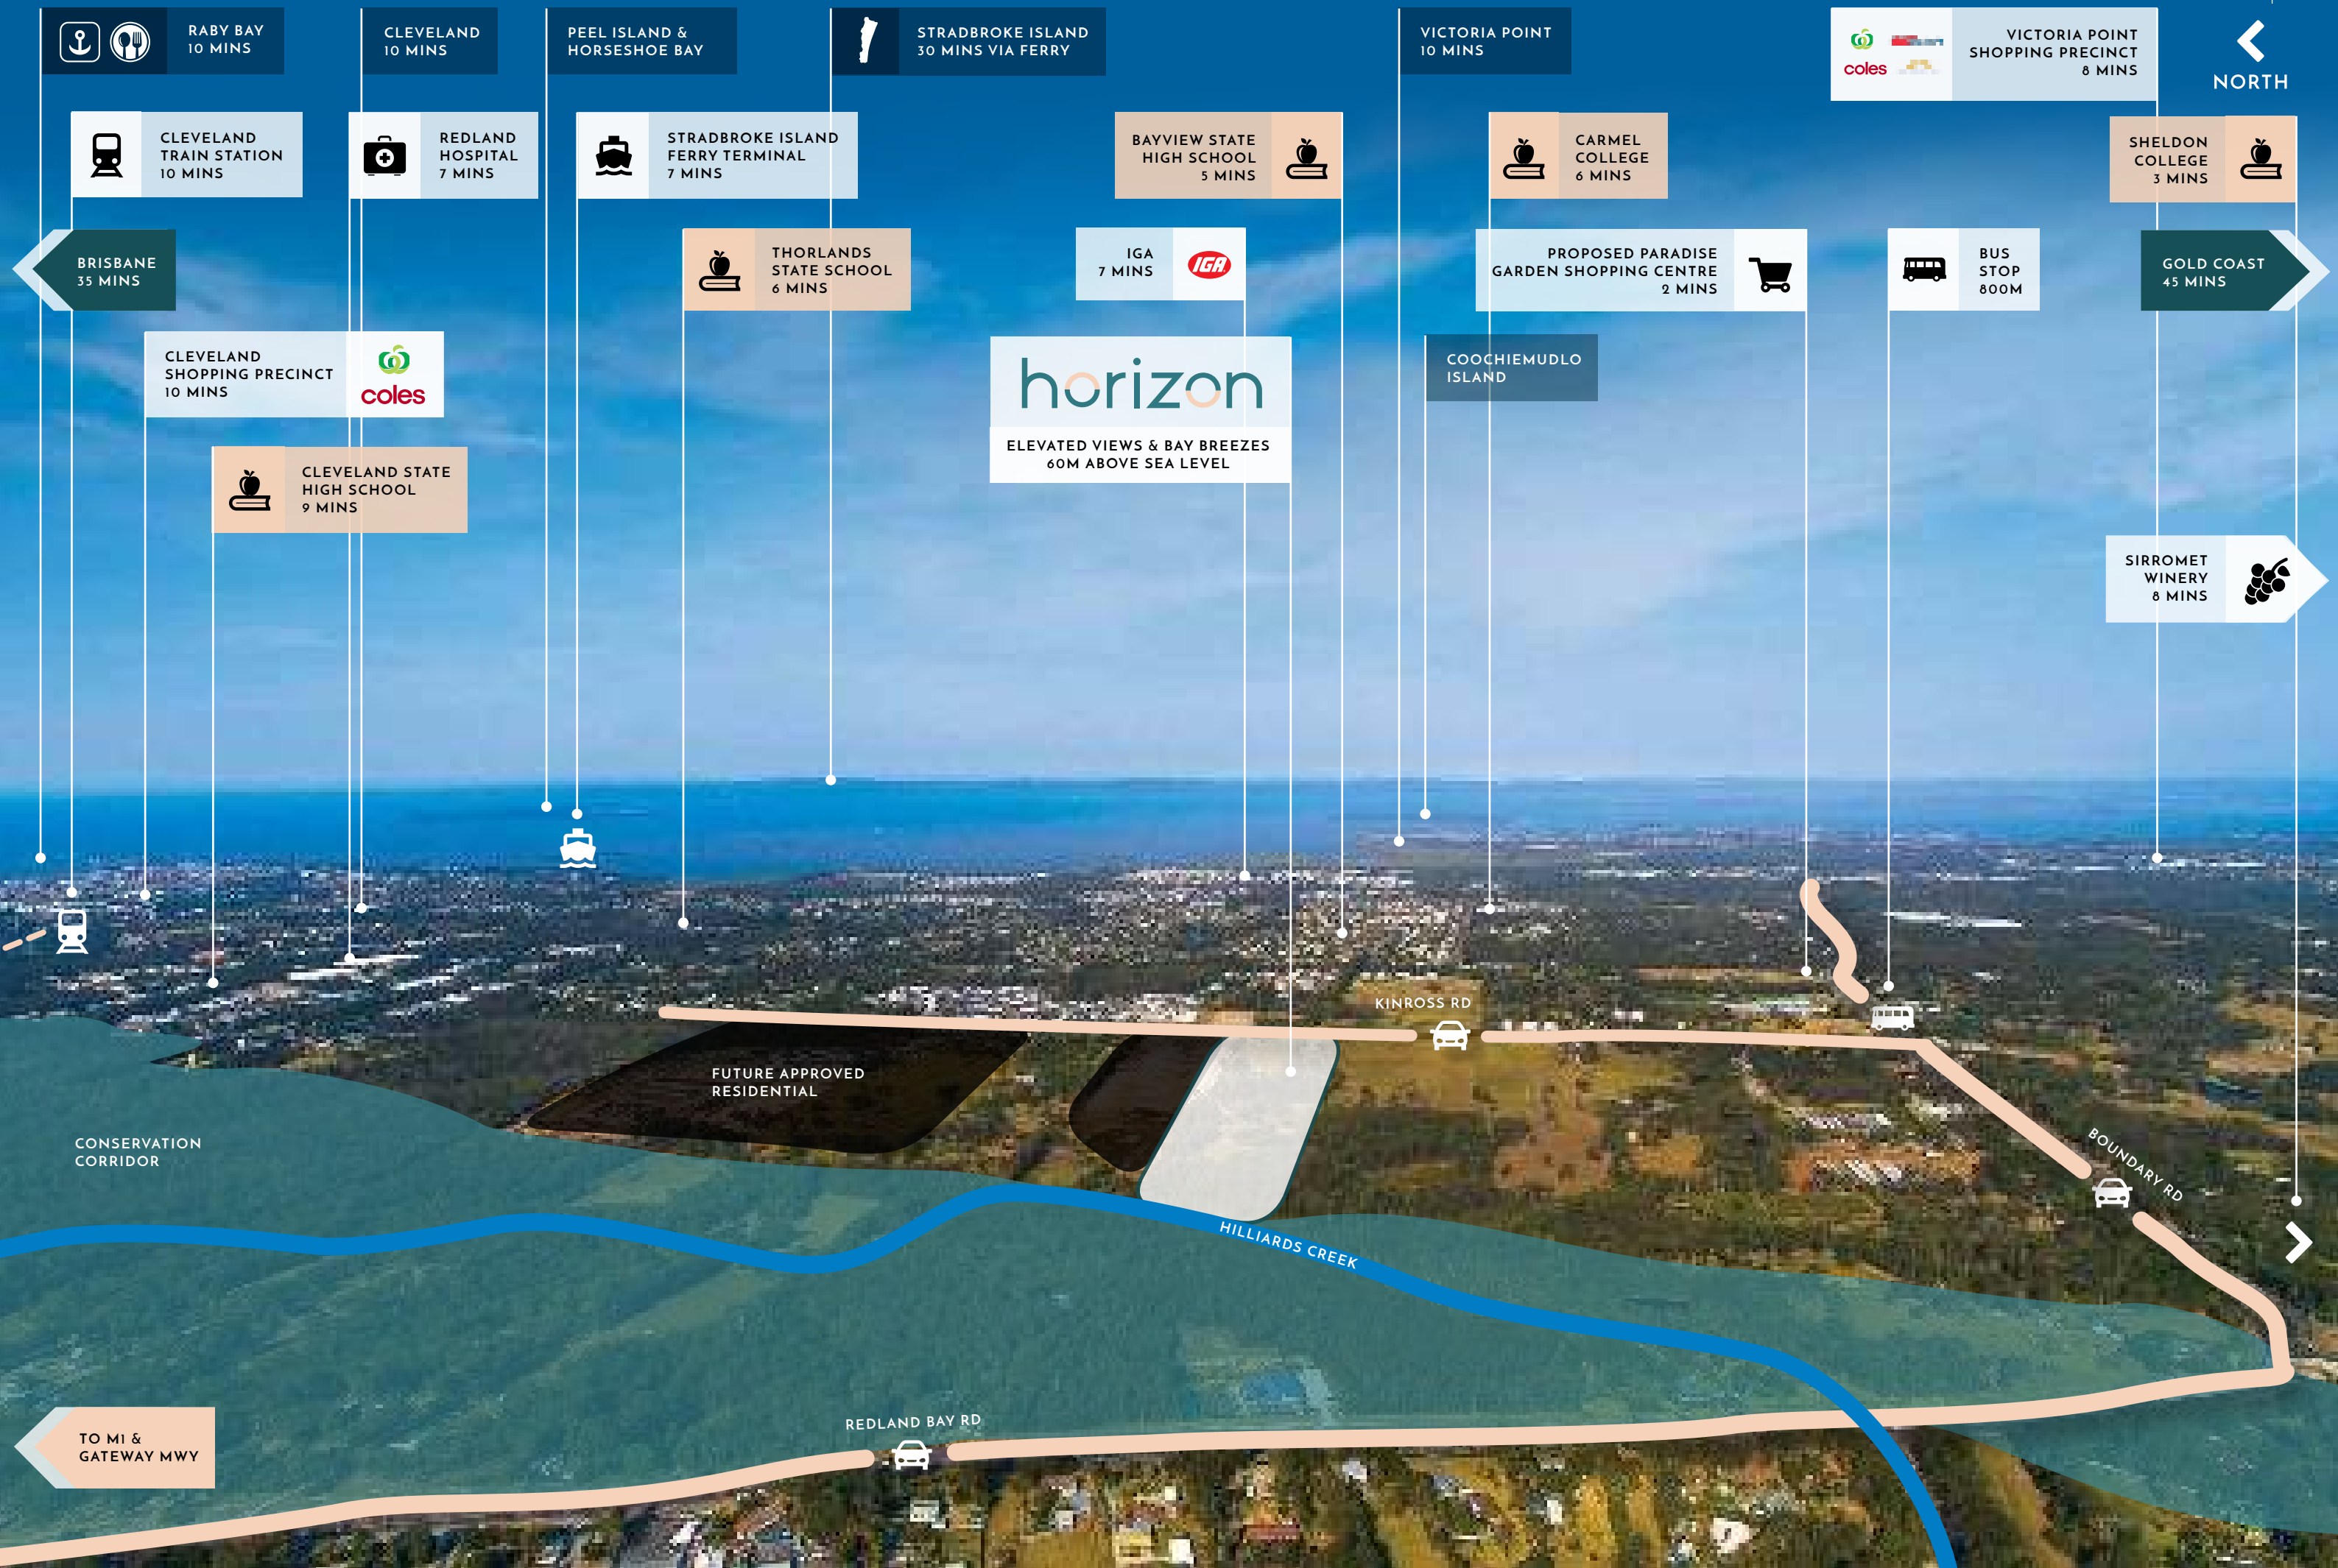 RABY BAY
10 MINS
CLEVELAND
10 MINS
PEEL ISLAND &
HORSESHOE BAY
STRADBROKE ISLAND
30 MINS VIA FERRY
VICTORIA POINT
10 MINS
coles
VICTORIA POINT
SHOPPING PRECINCT
8 MINS
NORTH
CLEVELAND
TRAIN STATION
10 MINS
REDLAND
HOSPITAL
7 MINS
STRADBROKE ISLAND
FERRY TERMINAL
7 MINS
BAYVIEW STATE
HIGH SCHOOL
5 MINS
CARMEL
COLLEGE
6 MINS
SHELDON
COLLEGE
3 MINS
BRISBANE
35 MINS
THORLANDS
STATE SCHOOL
6 MINS
IGA
7 MINS
IGA
PROPOSED PARADISE
GARDEN SHOPPING CENTRE
2 MINS
BUS
STOP
800M
GOLD COAST
45 MINS
CLEVELAND
SHOPPING PRECINCT
10 MINS
coles
horizon
ELEVATED VIEWS & BAY BREEZES
60M ABOVE SEA LEVEL
COOCHIEMUDLO
ISLAND
CLEVELAND STATE
HIGH SCHOOL
9 MINS
SIRROMET
WINERY
8 MINS
KINROSS RD
FUTURE APPROVED
RESIDENTIAL
CONSERVATION
CORRIDOR
BOUNDARY RD
HILLIARDS CREEK
REDLAND BAY RD
TO M1 &
GATEWAY MWY